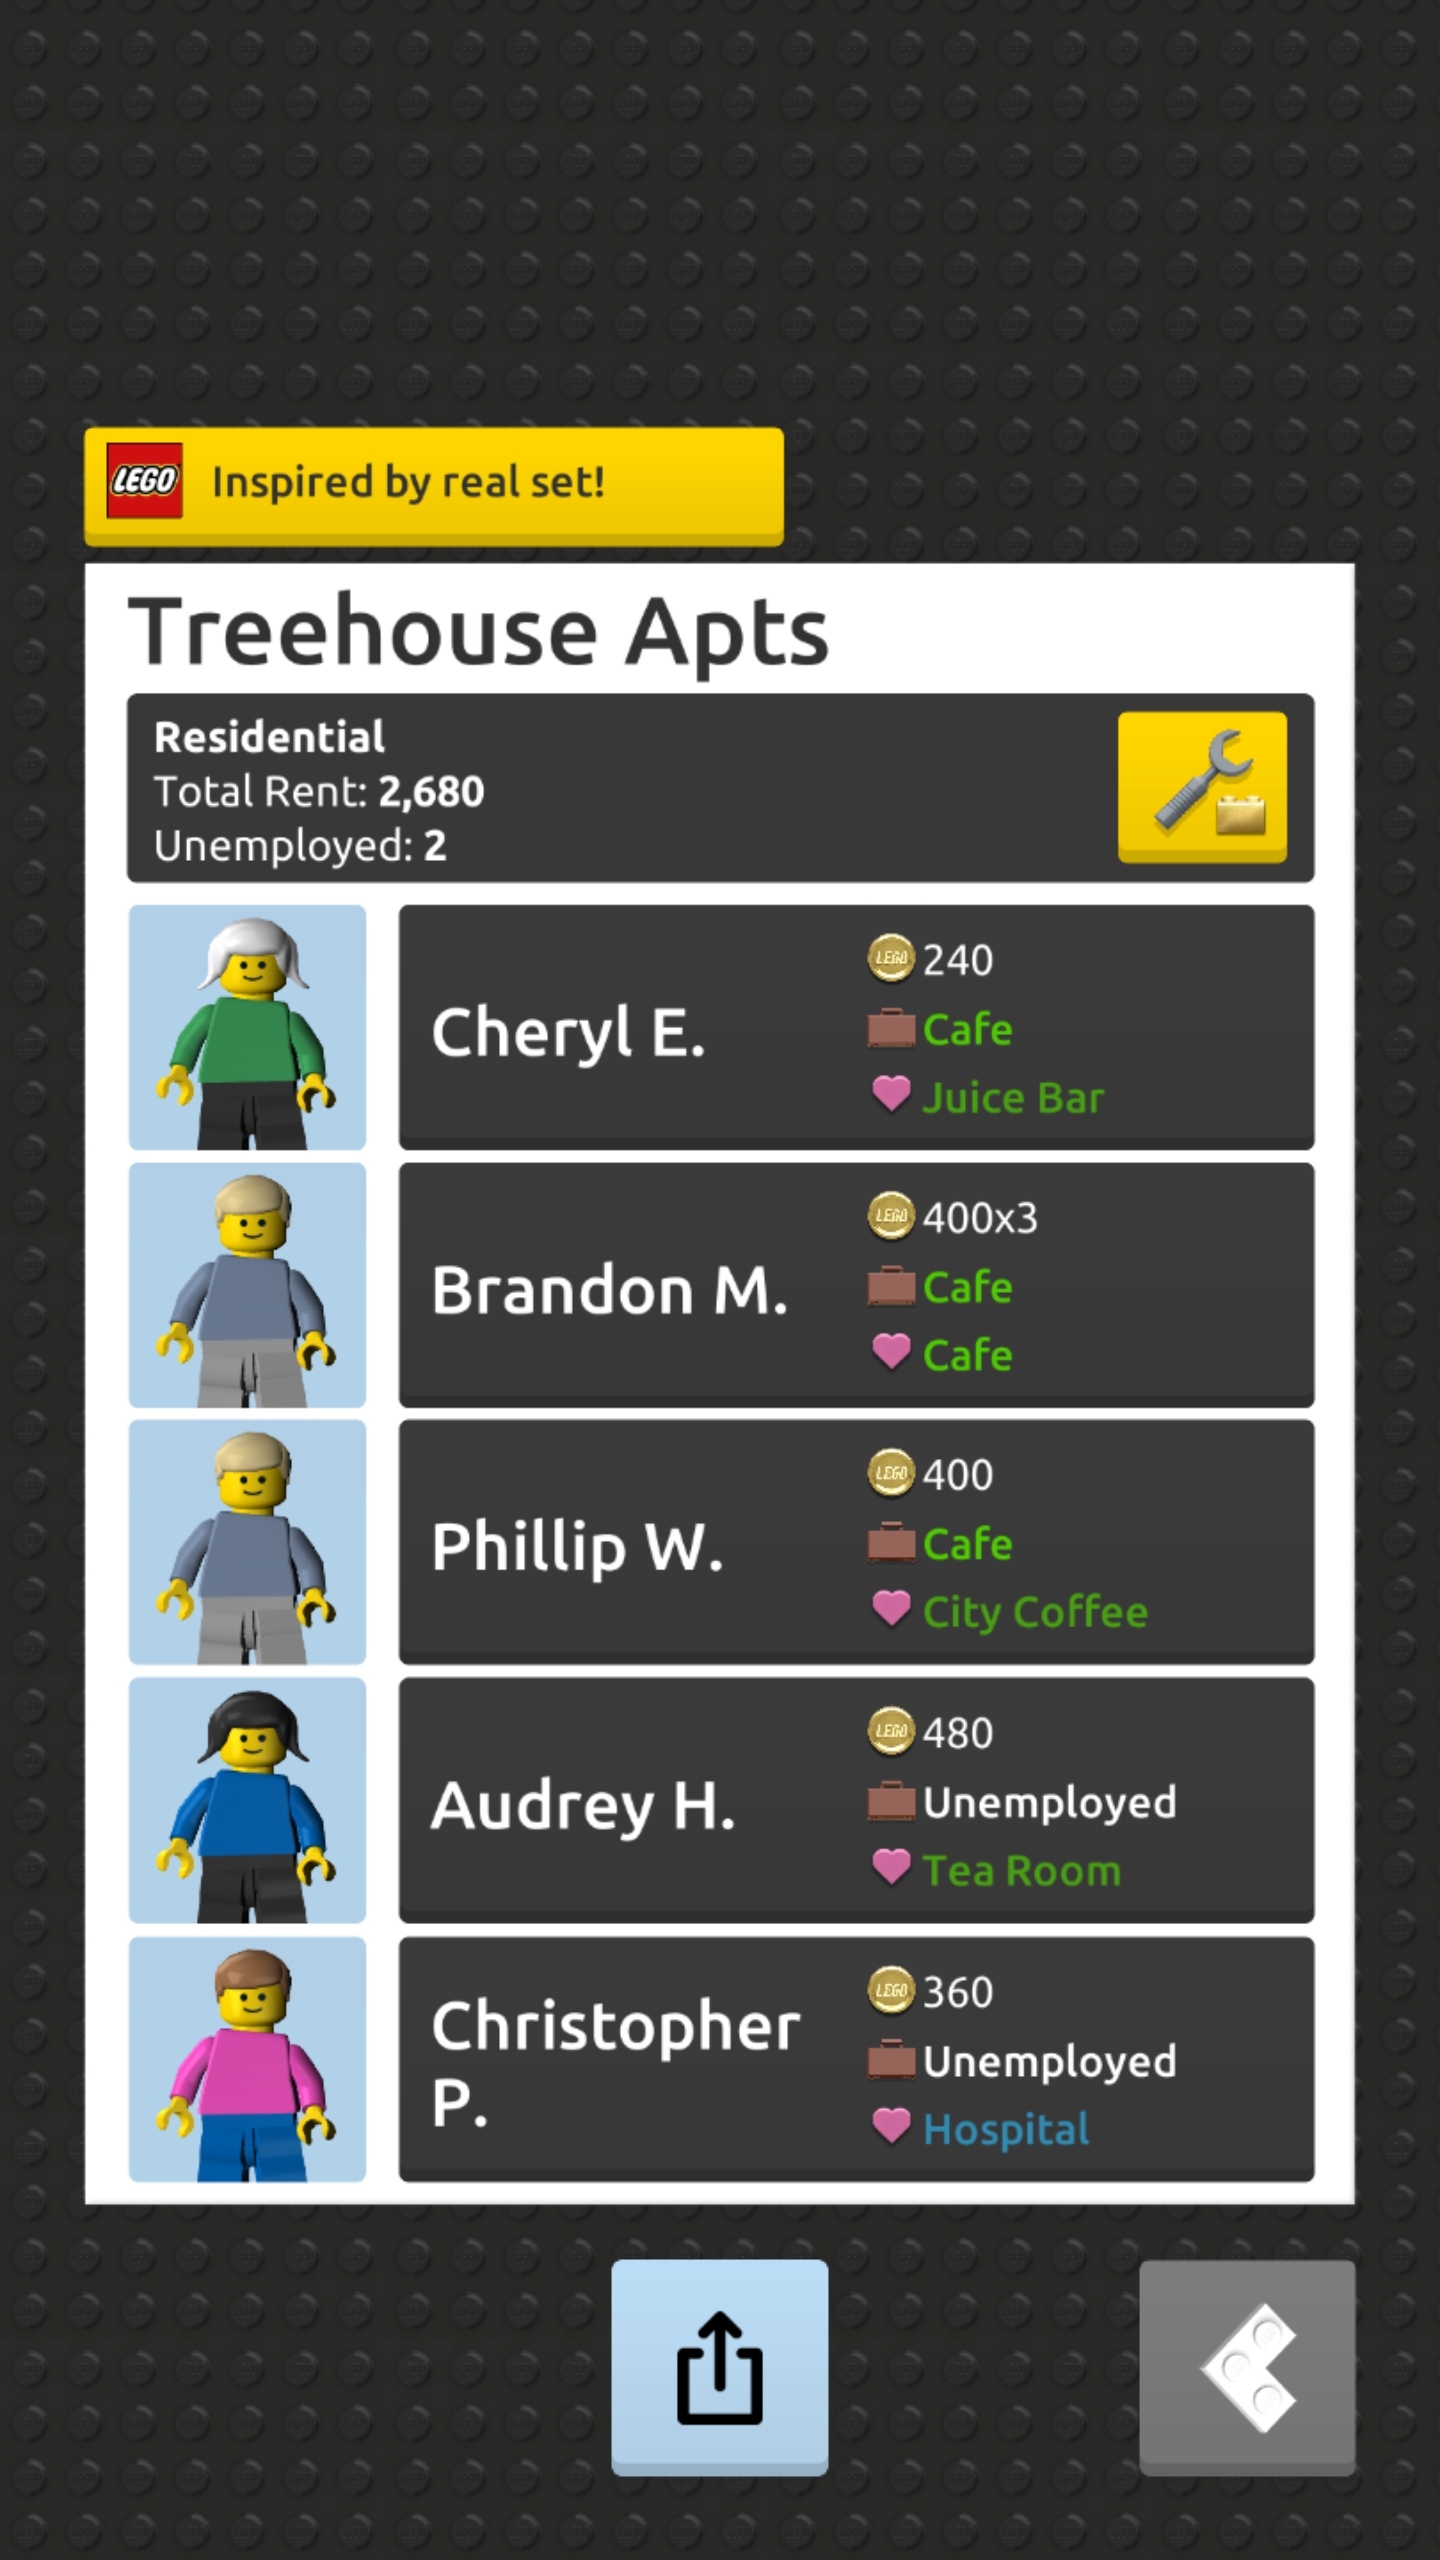 LEGO Inspired by real set!
Treehouse Apts
Residential
Total Rent: 2,680
Unemployed: 2
Cheryl E.
LEGO 240
Cafe
Juice Bar
Brandon M.
LEGO 400x3
Cafe
Cafe
Phillip W.
LEGO 400
Cafe
City Coffee
Audrey H.
LEGO 480
Unemployed
Tea Room
Christopher
P.
LEGO 360
Unemployed
Hospital